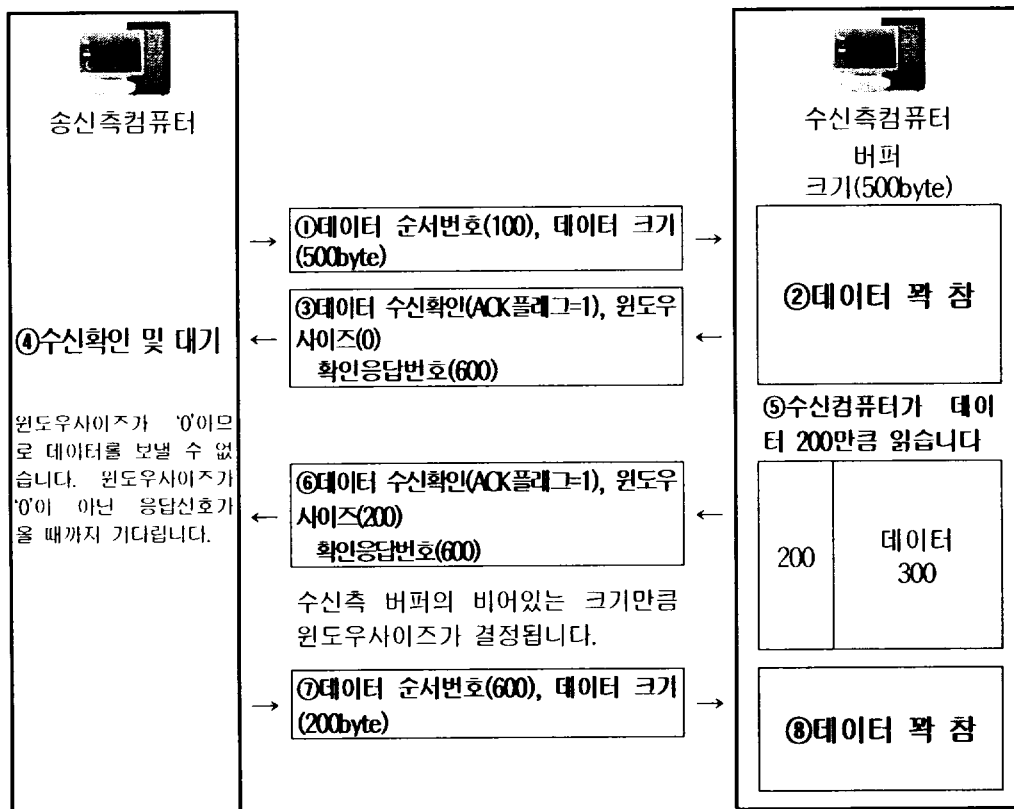 송신측컴퓨터
수신측컴퓨터
버퍼
크기(500byte)
①데이터 순서번호(100), 데이터 크기
(500byte)
→
→
②데이터 꽉 참
③데이터 수신확인(ACK플래그=1), 윈도우
사이즈(0)
확인응답번호(600)
←
←
④수신확인 및 대기
윈도우사이즈가 '0'이므
로 데이터를 보낼 수 없
습니다. 윈도우사이즈가
'0'이 아닌 응답신호가
올 때까지 기다립니다.
⑤수신컴퓨터가 데이
터 200만큼 읽습니다
⑥데이터 수신확인(ACK플래그=1), 윈도우
사이즈(200)
확인응답번호(600)
←
←
200
데이터
300
수신측 버퍼의 비어있는 크기만큼
윈도우사이즈가 결정됩니다.
⑦데이터 순서번호(600), 데이터 크기
(200byte)
→
→
⑧데이터 꽉 참